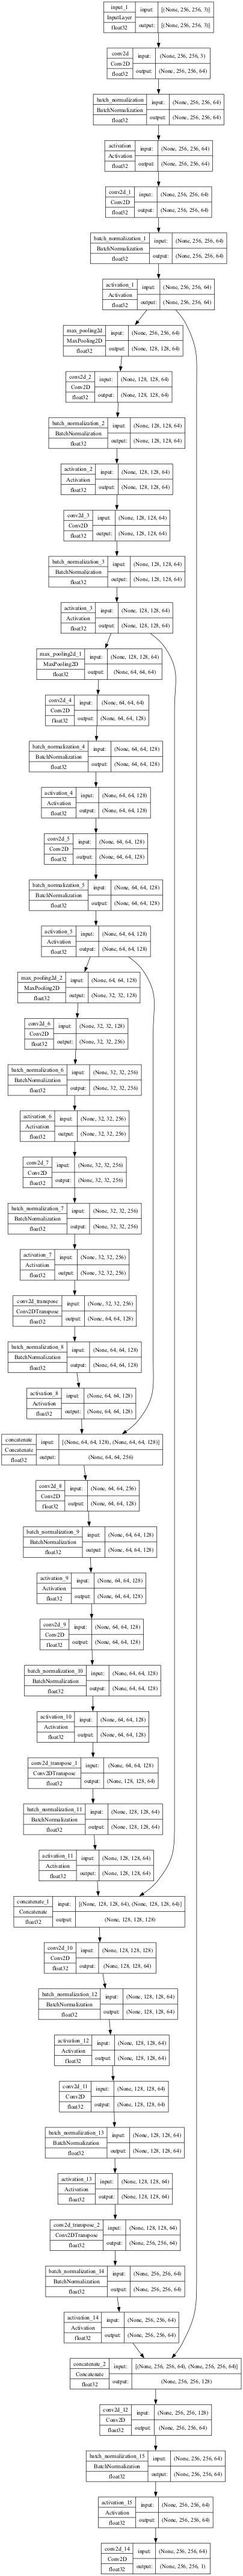 input_1 input: [(None, 256, 256, 3)]
InputLayer
float32 output: [(None, 256, 256, 3)]
conv2d input: (None, 256, 256, 3)
Conv2D
float32 output: (None, 256, 256, 64)
batch_normalization input: (None, 256, 256, 64)
BatchNormalization
float32 output: (None, 256, 256, 64)
activation input: (None, 256, 256, 64)
Activation
float32 output: (None, 256, 256, 64)
conv2d_1 input: (None, 256, 256, 64)
Conv2D
float32 output: (None, 256, 256, 64)
batch_normalization_1 input: (None, 256, 256, 64)
BatchNormalization
float32 output: (None, 256, 256, 64)
activation_1 input: (None, 256, 256, 64)
Activation
float32 output: (None, 256, 256, 64)
max_pooling2d input: (None, 256, 256, 64)
MaxPooling2D
float32 output: (None, 128, 128, 64)
conv2d_2 input: (None, 128, 128, 64)
Conv2D
float32 output: (None, 128, 128, 64)
batch_normalization_2 input: (None, 128, 128, 64)
BatchNormalization
float32 output: (None, 128, 128, 64)
activation_2 input: (None, 128, 128, 64)
Activation
float32 output: (None, 128, 128, 64)
conv2d_3 input: (None, 128, 128, 64)
Conv2D
float32 output: (None, 128, 128, 64)
batch_normalization_3 input: (None, 128, 128, 64)
BatchNormalization
float32 output: (None, 128, 128, 64)
activation_3 input: (None, 128, 128, 64)
Activation
float32 output: (None, 128, 128, 64)
max_pooling2d_1 input: (None, 128, 128, 64)
MaxPooling2D
float32 output: (None, 64, 64, 64)
conv2d_4 input: (None, 64, 64, 64)
Conv2D
float32 output: (None, 64, 64, 128)
batch_normalization_4 input: (None, 64, 64, 128)
BatchNormalization
float32 output: (None, 64, 64, 128)
activation_4 input: (None, 64, 64, 128)
Activation
float32 output: (None, 64, 64, 128)
conv2d_5 input: (None, 64, 64, 128)
Conv2D
float32 output: (None, 64, 64, 128)
batch_normalization_5 input: (None, 64, 64, 128)
BatchNormalization
float32 output: (None, 64, 64, 128)
activation_5 input: (None, 64, 64, 128)
Activation
float32 output: (None, 64, 64, 128)
max_pooling2d_2 input: (None, 64, 64, 128)
MaxPooling2D
float32 output: (None, 32, 32, 128)
conv2d_6 input: (None, 32, 32, 128)
Conv2D
float32 output: (None, 32, 32, 256)
batch_normalization_6 input: (None, 32, 32, 256)
BatchNormalization
float32 output: (None, 32, 32, 256)
activation_6 input: (None, 32, 32, 256)
Activation
float32 output: (None, 32, 32, 256)
conv2d_7 input: (None, 32, 32, 256)
Conv2D
float32 output: (None, 32, 32, 256)
batch_normalization_7 input: (None, 32, 32, 256)
BatchNormalization
float32 output: (None, 32, 32, 256)
activation_7 input: (None, 32, 32, 256)
Activation
float32 output: (None, 32, 32, 256)
conv2d_transpose input: (None, 32, 32, 256)
Conv2DTranspose
float32 output: (None, 64, 64, 128)
batch_normalization_8 input: (None, 64, 64, 128)
BatchNormalization
float32 output: (None, 64, 64, 128)
activation_8 input: (None, 64, 64, 128)
Activation
float32 output: (None, 64, 64, 128)
concatenate input: [(None, 64, 64, 128), (None, 64, 64, 128)]
Concatenate
float32 output: (None, 64, 64, 256)
conv2d_8 input: (None, 64, 64, 256)
Conv2D
float32 output: (None, 64, 64, 128)
batch_normalization_9 input: (None, 64, 64, 128)
BatchNormalization
float32 output: (None, 64, 64, 128)
activation_9 input: (None, 64, 64, 128)
Activation
float32 output: (None, 64, 64, 128)
conv2d_9 input: (None, 64, 64, 128)
Conv2D
float32 output: (None, 64, 64, 128)
batch_normalization_10 input: (None, 64, 64, 128)
BatchNormalization
float32 output: (None, 64, 64, 128)
activation_10 input: (None, 64, 64, 128)
Activation
float32 output: (None, 64, 64, 128)
conv2d_transpose_1 input: (None, 64, 64, 128)
Conv2DTranspose
float32 output: (None, 128, 128, 64)
batch_normalization_11 input: (None, 128, 128, 64)
BatchNormalization
float32 output: (None, 128, 128, 64)
activation_11 input: (None, 128, 128, 64)
Activation
float32 output: (None, 128, 128, 64)
concatenate_1 input: [(None, 128, 128, 64), (None, 128, 128, 64)]
Concatenate
float32 output: (None, 128, 128, 128)
conv2d_10 input: (None, 128, 128, 128)
Conv2D
float32 output: (None, 128, 128, 64)
batch_normalization_12 input: (None, 128, 128, 64)
BatchNormalization
float32 output: (None, 128, 128, 64)
activation_12 input: (None, 128, 128, 64)
Activation
float32 output: (None, 128, 128, 64)
conv2d_11 input: (None, 128, 128, 64)
Conv2D
float32 output: (None, 128, 128, 64)
batch_normalization_13 input: (None, 128, 128, 64)
BatchNormalization
float32 output: (None, 128, 128, 64)
activation_13 input: (None, 128, 128, 64)
Activation
float32 output: (None, 128, 128, 64)
conv2d_transpose_2 input: (None, 128, 128, 64)
Conv2DTranspose
float32 output: (None, 256, 256, 64)
batch_normalization_14 input: (None, 256, 256, 64)
BatchNormalization
float32 output: (None, 256, 256, 64)
activation_14 input: (None, 256, 256, 64)
Activation
float32 output: (None, 256, 256, 64)
concatenate_2 input: [(None, 256, 256, 64), (None, 256, 256, 64)]
Concatenate
float32 output: (None, 256, 256, 128)
conv2d_12 input: (None, 256, 256, 128)
Conv2D
float32 output: (None, 256, 256, 64)
batch_normalization_15 input: (None, 256, 256, 64)
BatchNormalization
float32 output: (None, 256, 256, 64)
activation_15 input: (None, 256, 256, 64)
Activation
float32 output: (None, 256, 256, 64)
conv2d_14 input: (None, 256, 256, 64)
Conv2D
float32 output: (None, 256, 256, 1)